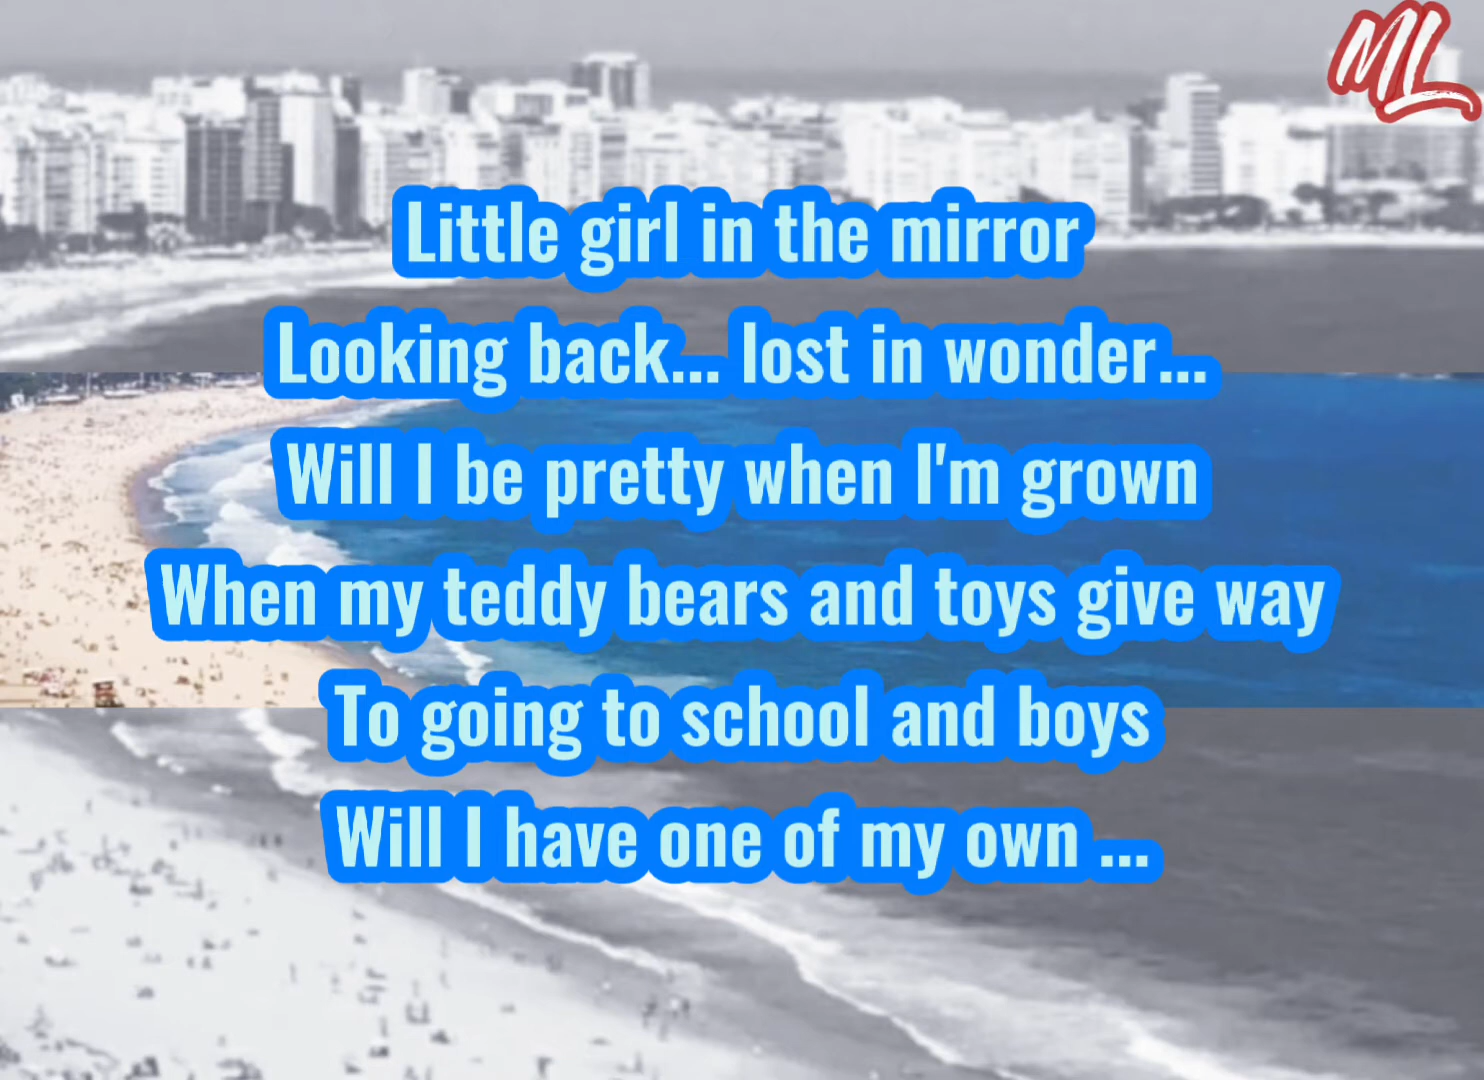 ML
Little girl in the mirror
Looking back... lost in wonder...
Will I be pretty when I'm grown
When my teddy bears and toys give way
To going to school and boys
Will I have one of my own ...